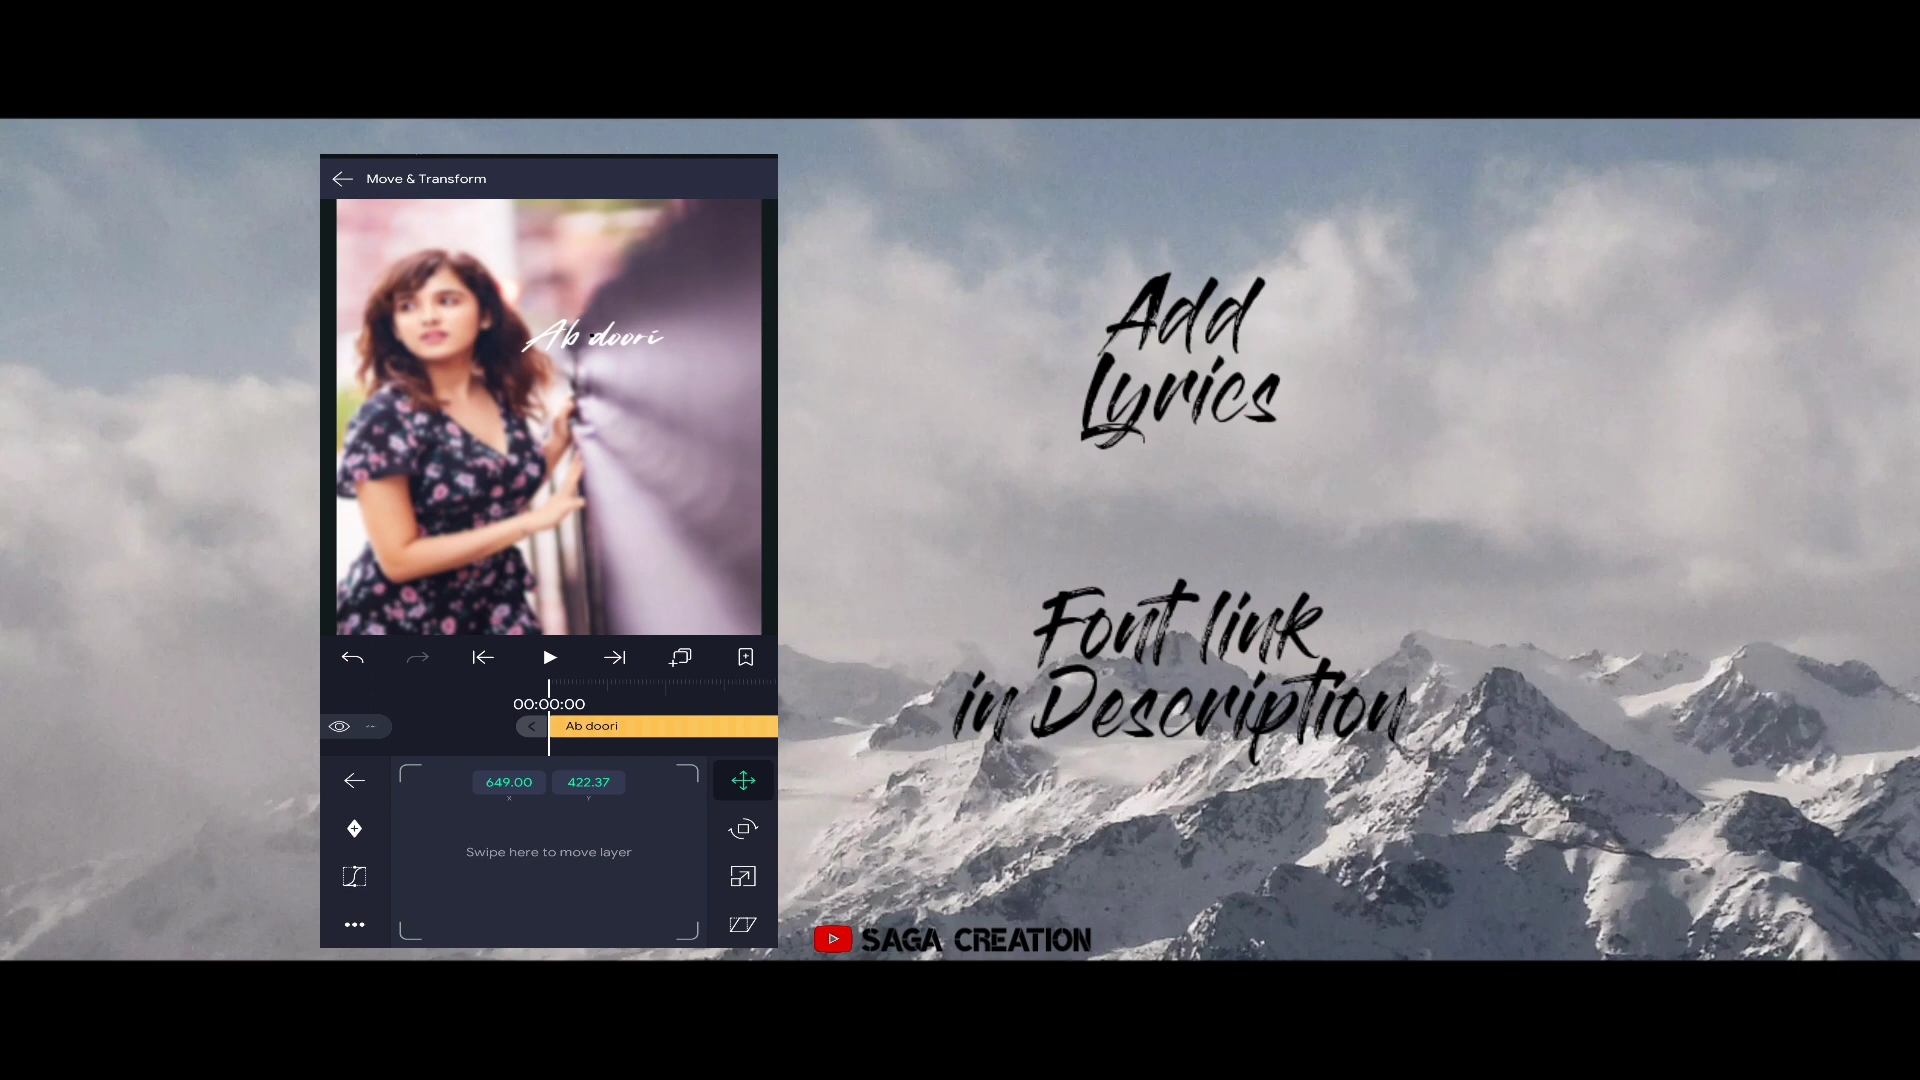 Move & Transform
Ab doori
00:00:00
Ab doori
649.00 422.37
X Y
Swipe here to move layer
Add
Lyrics
Font link
in Description
SAGA CREATION